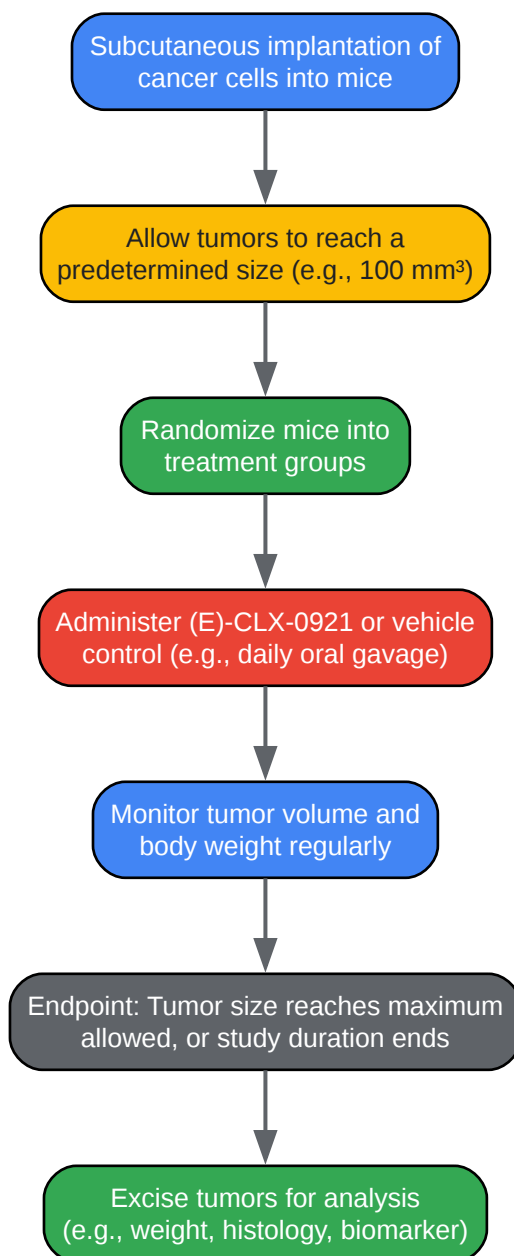 Subcutaneous implantation of
cancer cells into mice
Allow tumors to reach a
predetermined size (e.g., 100 mm³)
Randomize mice into
treatment groups
Administer (E)-CLX-0921 or vehicle
control (e.g., daily oral gavage)
Monitor tumor volume and
body weight regularly
Endpoint: Tumor size reaches maximum
allowed, or study duration ends
Excise tumors for analysis
(e.g., weight, histology, biomarker)